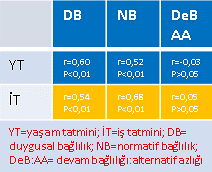 DB NB DeB
AA
YT r=0,60 r=0,52 r=-0,03
P<0,01 P<0,01 P>0,05
İT r=0,54 r=0,68 r=0,05
P<0,01 P<0,01 P>0,05
YT=yaşam tatmini; İT=iş tatmini; DB=
duygusal bağlılık; NB=normatif bağlılık;
DeB:AA= devam bağlılığı:alternatif azlığı